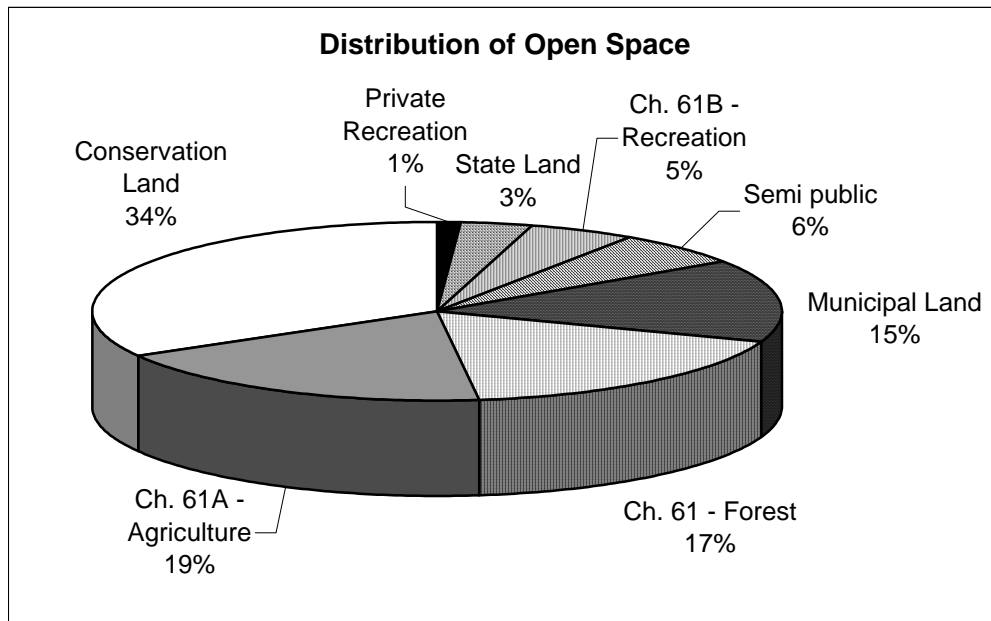 Distribution of Open Space
Conservation
Land
34%
Private
Recreation
1%
State Land
3%
Ch. 61B -
Recreation
5%
Semi public
6%
Municipal Land
15%
Ch. 61 - Forest
17%
Ch. 61A -
Agriculture
19%